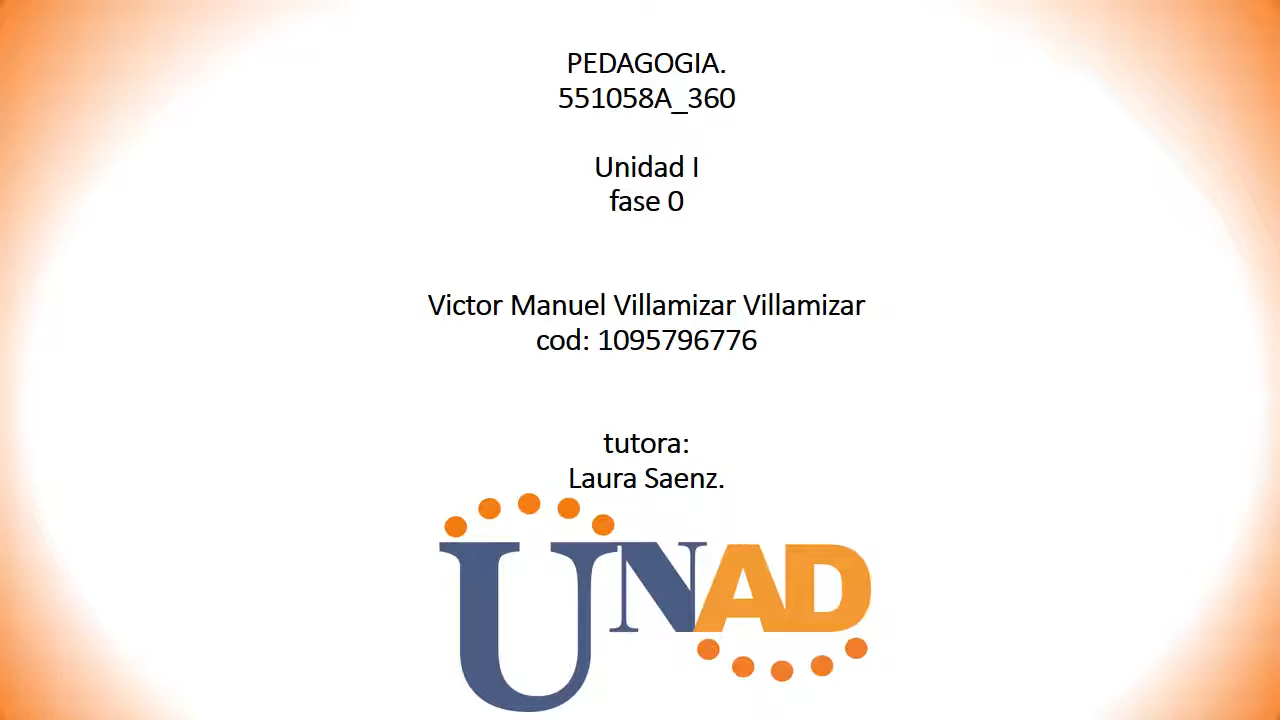 PEDAGOGIA.
551058A_360
Unidad I
fase 0
Victor Manuel Villamizar Villamizar
cod: 1095796776
tutora:
Laura Saenz.
UNAD